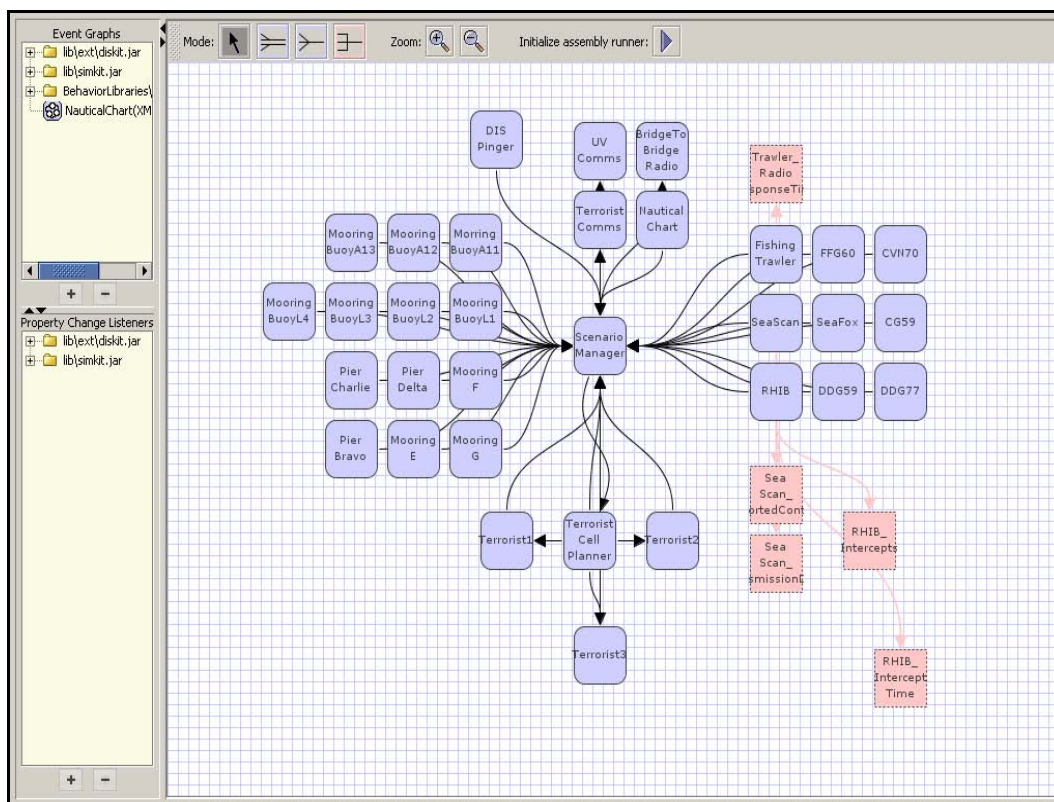 Event Graphs
lib\ext\diskit.jar
lib\simkit.jar
BehaviorLibraries\
NauticalChart(XM
Property Change Listeners
lib\ext\diskit.jar
lib\simkit.jar
Mode:
Zoom:
Initialize assembly runner:
DIS
Pinger
UV
Comms
BridgeTo
Bridge
Radio
Trawler_
Radio
sponseTi
Terrorist
Comms
Nautical
Chart
Mooring
BuoyA13
Mooring
BuoyA12
Morring
BuoyA11
Fishing
Trawler
FFG60
CVN70
Mooring
BuoyL4
Mooring
BuoyL3
Mooring
BuoyL2
Mooring
BuoyL1
Scenario
Manager
SeaScan
SeaFox
CG59
Pier
Charlie
Pier
Delta
Mooring
F
RHIB
DDG59
DDG77
Pier
Bravo
Mooring
E
Mooring
G
Sea
Scan_
ortedCont
Terrorist1
Terrorist
Cell
Planner
Terrorist2
RHIB_
Intercepts
Sea
Scan_
smissionD
Terrorist3
RHIB_
Intercept
Time